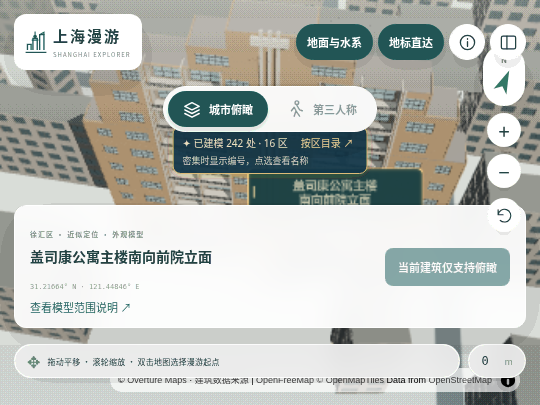 上海漫游
SHANGHAI EXPLORER
地面与水系
地标直达
N
城市俯瞰
第三人称
✦ 已建模 242 处 · 16 区 按区目录 ↗
密集时显示编号，点选查看名称
盖司康公寓主楼
南向前院立面
徐汇区 · 近似定位 · 外观模型
盖司康公寓主楼南向前院立面
31.21664° N · 121.44846° E
查看模型范围说明 ↗
当前建筑仅支持俯瞰
拖动平移 · 滚轮缩放 · 双击地图选择漫游起点
0 m
© Overture Maps · 建筑数据来源 | OpenFreeMap © OpenMapTiles Data from OpenStreetMap